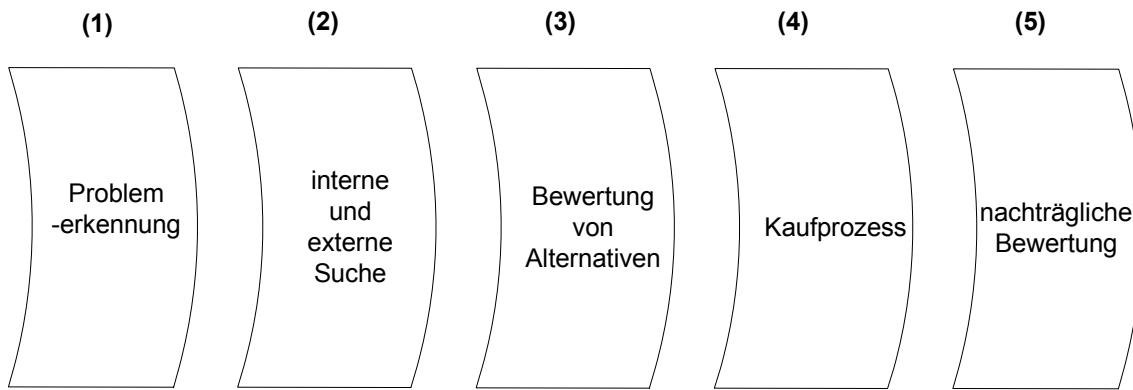 (1)
(2)
(3)
(4)
(5)
Problem
-erkennung
interne
und
externe
Suche
Bewertung
von
Alternativen
Kaufprozess
nachträgliche
Bewertung